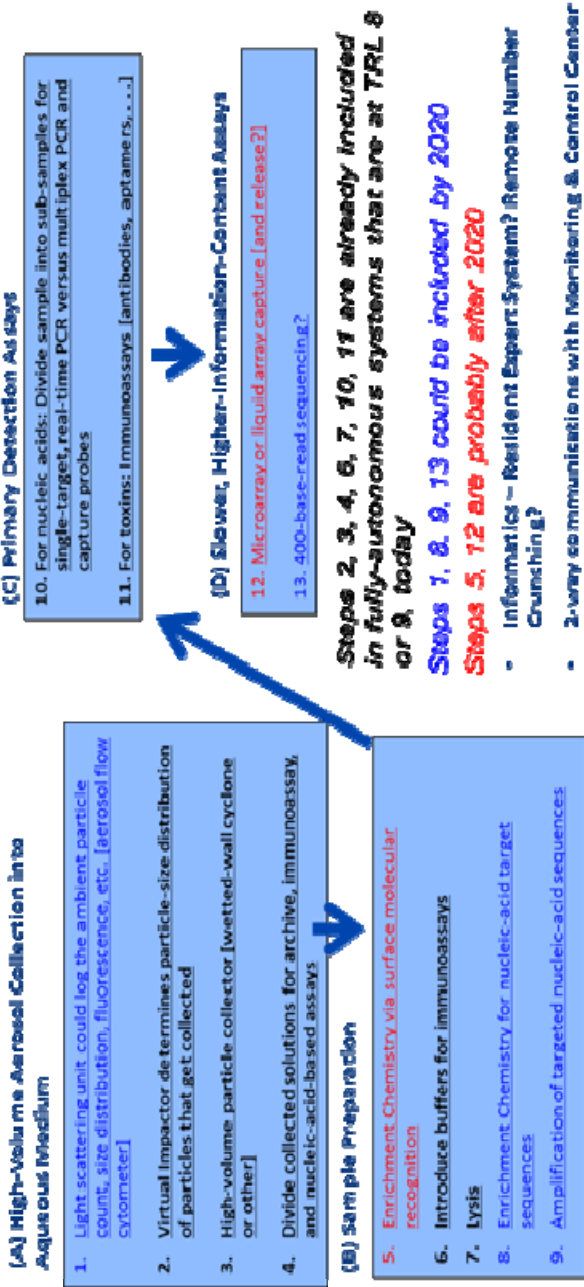 (A) High-Volume Aerosol Collection into
Aqueous Medium
1. Light scattering unit could log the ambient particle
count, size distribution, fluorescence, etc. [aerosol flow
cytometer]
2. Virtual Impactor determines particle-size distribution
of particles that get collected
3. High-volume particle collector [wetted-wall cyclone
or other]
4. Divide collected solutions for archive, immunoassay,
and nucleic-acid-based assays
(B) Sample Preparation
5. Enrichment Chemistry via surface molecular
recognition
6. Introduce buffers for immunoassays
7. Lysis
8. Enrichment Chemistry for nucleic-acid target
sequences
9. Amplification of targeted nucleic-acid sequences
(C) Primary Detection Assays
10. For nucleic acids: Divide sample into sub-samples for
single-target, real-time PCR versus multiplex PCR and
capture probes
11. For toxins: Immunoassays [antibodies, aptamers, . . .]
(D) Slower, Higher-Information-Content Assays
12. Microarray or liquid array capture [and release?]
13. 400-base-read sequencing?
Steps 2, 3, 4, 6, 7, 10, 11 are already included
in fully-autonomous systems that are at TRL 8
or 9, today
Steps 1, 8, 9, 13 could be included by 2020
Steps 5, 12 are probably after 2020
- Informatics – Resident Expert System? Remote Number
Crunching?
• 2-way communications with Monitoring & Control Center